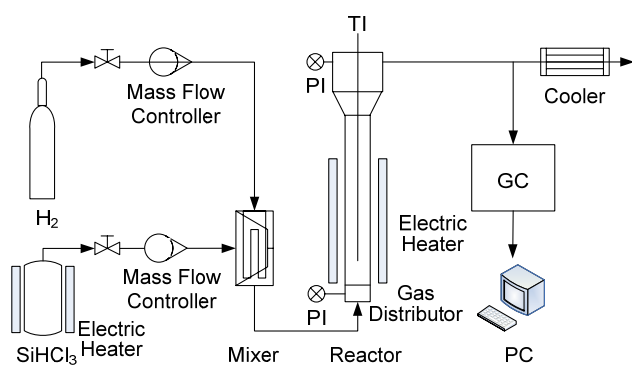 TI
PI
Mass Flow
Controller
Cooler
GC
H2
Electric
Heater
Mass Flow
Controller
Gas
Distributor
PI
Electric
Heater
SiHCl3
Mixer
Reactor
PC